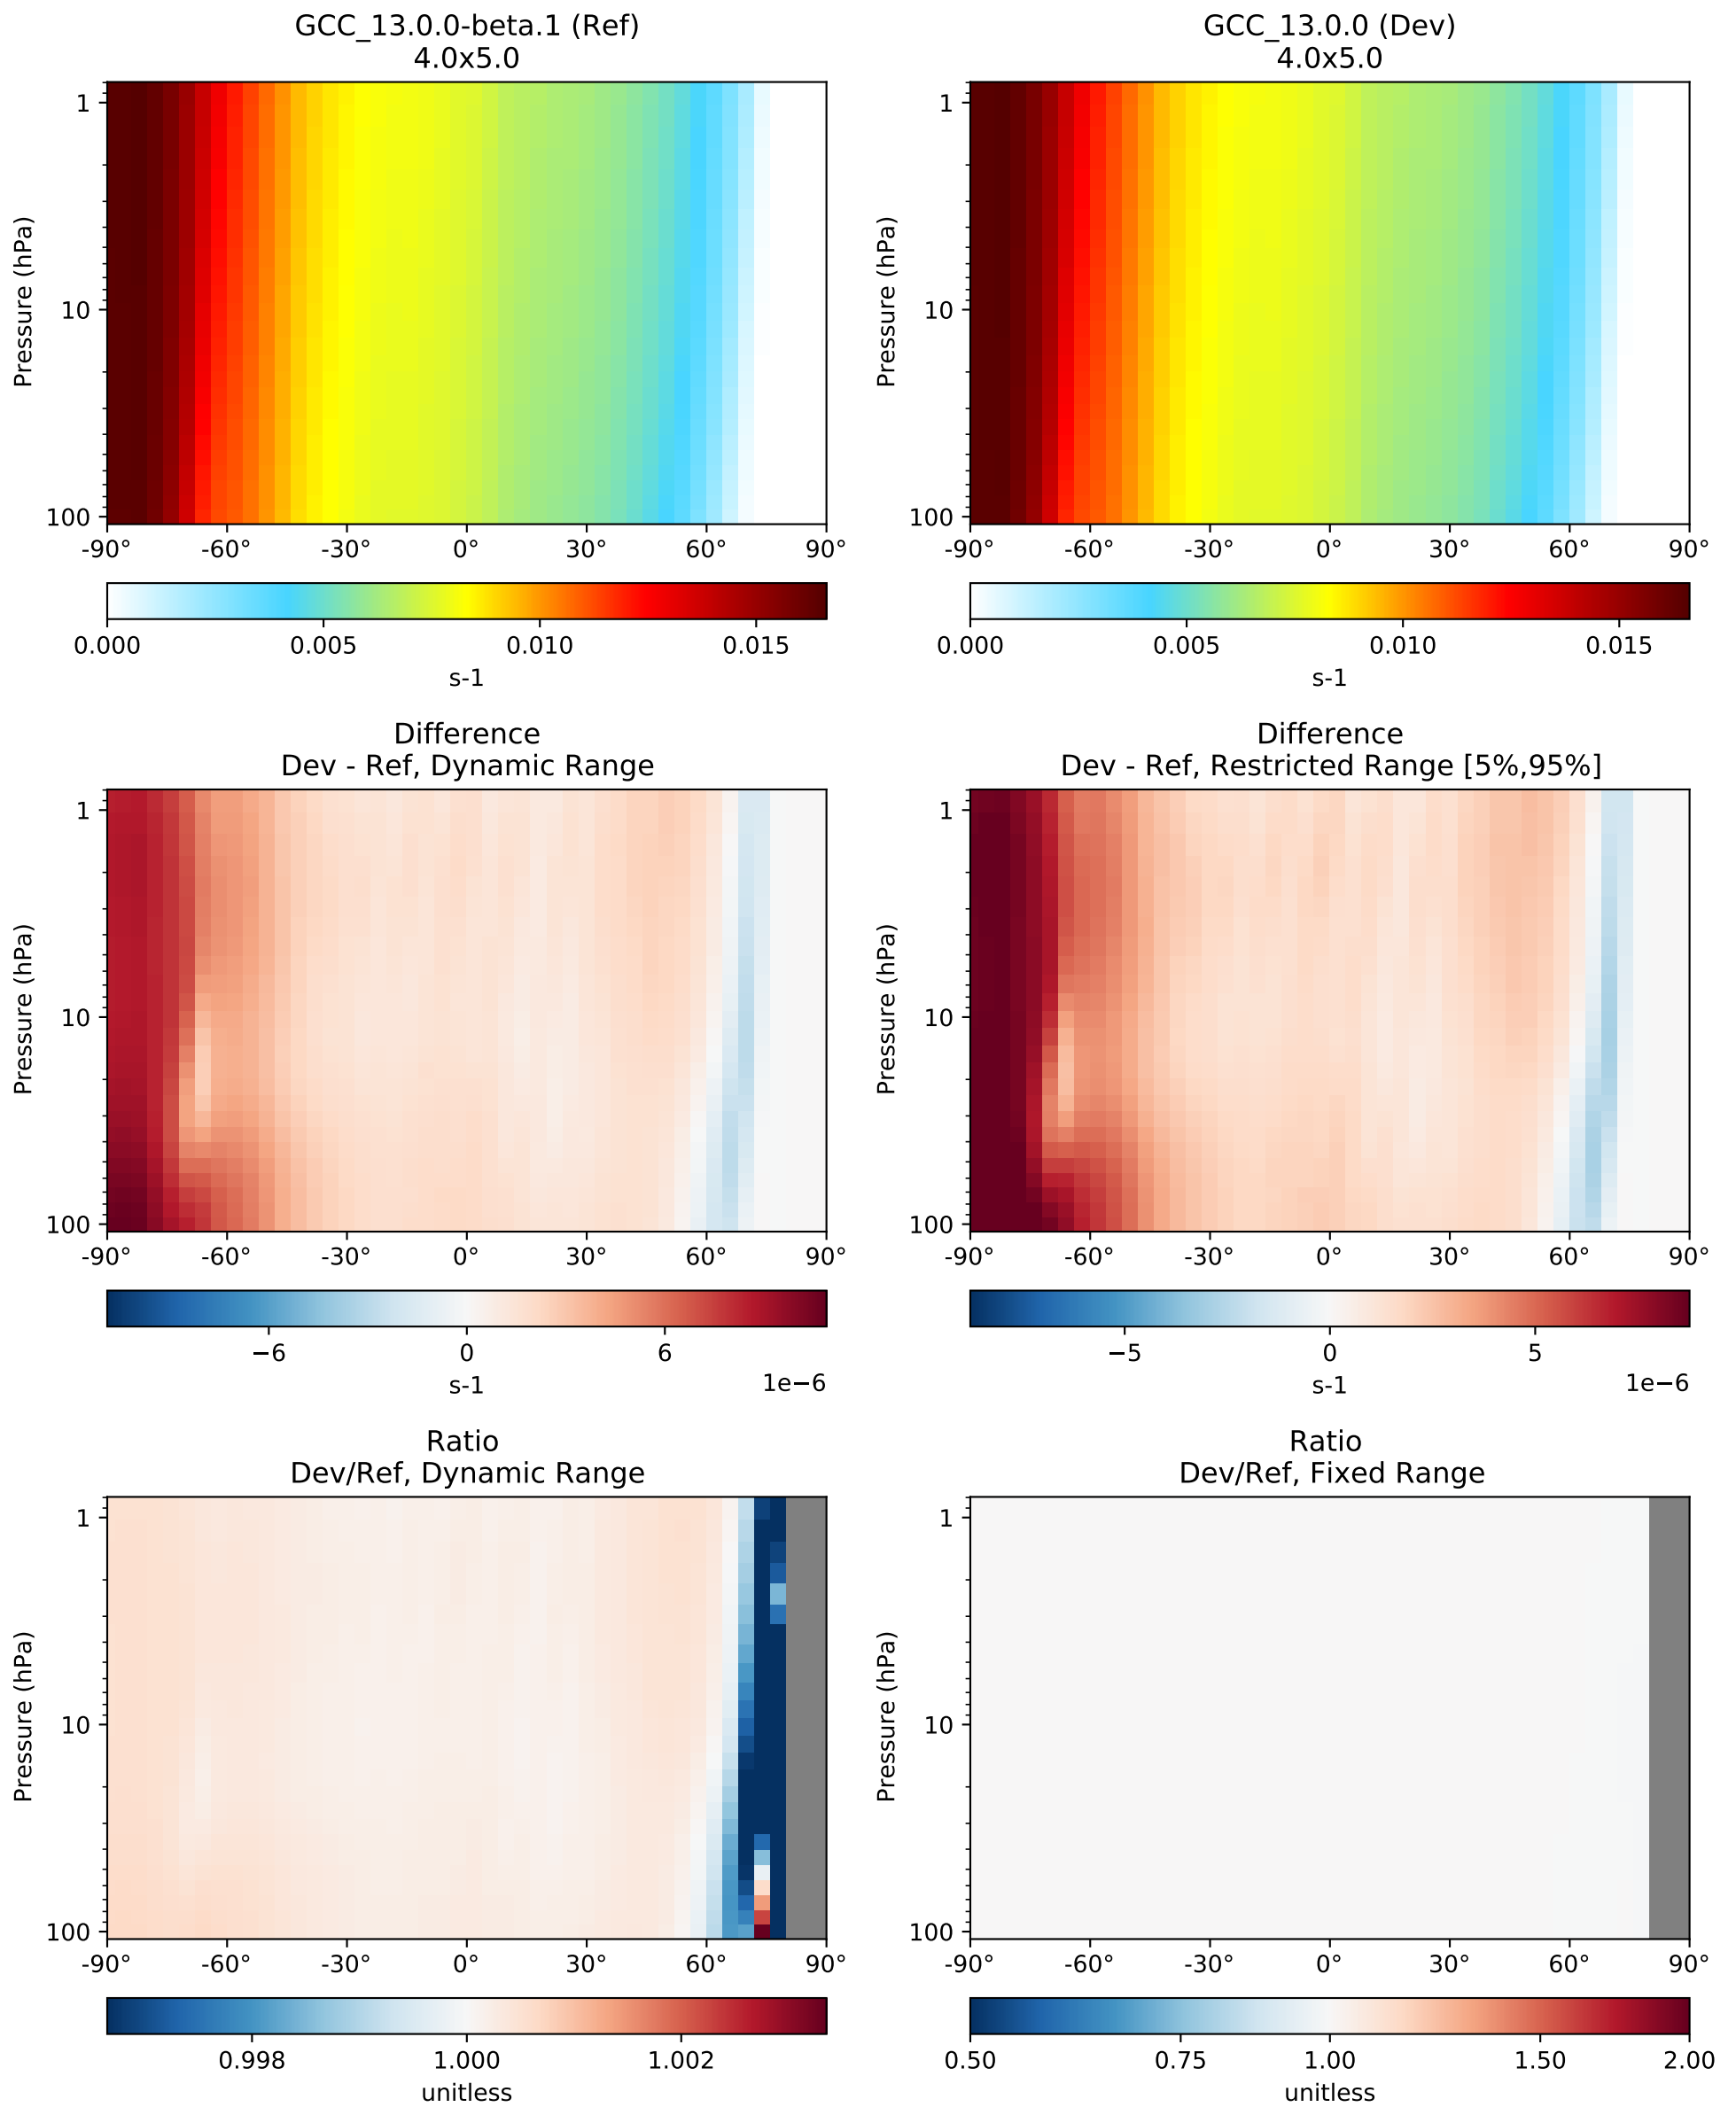 GCC_13.0.0-beta.1 (Ref)
4.0x5.0
GCC_13.0.0 (Dev)
4.0x5.0
Pressure (hPa)
1
10
100
-90° -60° -30° 0° 30° 60° 90°
0.000 0.005 0.010 0.015
s-1
Pressure (hPa)
1
10
100
-90° -60° -30° 0° 30° 60° 90°
0.000 0.005 0.010 0.015
s-1
Difference
Dev - Ref, Dynamic Range
Difference
Dev - Ref, Restricted Range [5%,95%]
Pressure (hPa)
1
10
100
-90° -60° -30° 0° 30° 60° 90°
−6 0 6
s-1
1e−6
Pressure (hPa)
1
10
100
-90° -60° -30° 0° 30° 60° 90°
−5 0 5
s-1
1e−6
Ratio
Dev/Ref, Dynamic Range
Ratio
Dev/Ref, Fixed Range
Pressure (hPa)
1
10
100
-90° -60° -30° 0° 30° 60° 90°
0.998 1.000 1.002
unitless
Pressure (hPa)
1
10
100
-90° -60° -30° 0° 30° 60° 90°
0.50 0.75 1.00 1.50 2.00
unitless